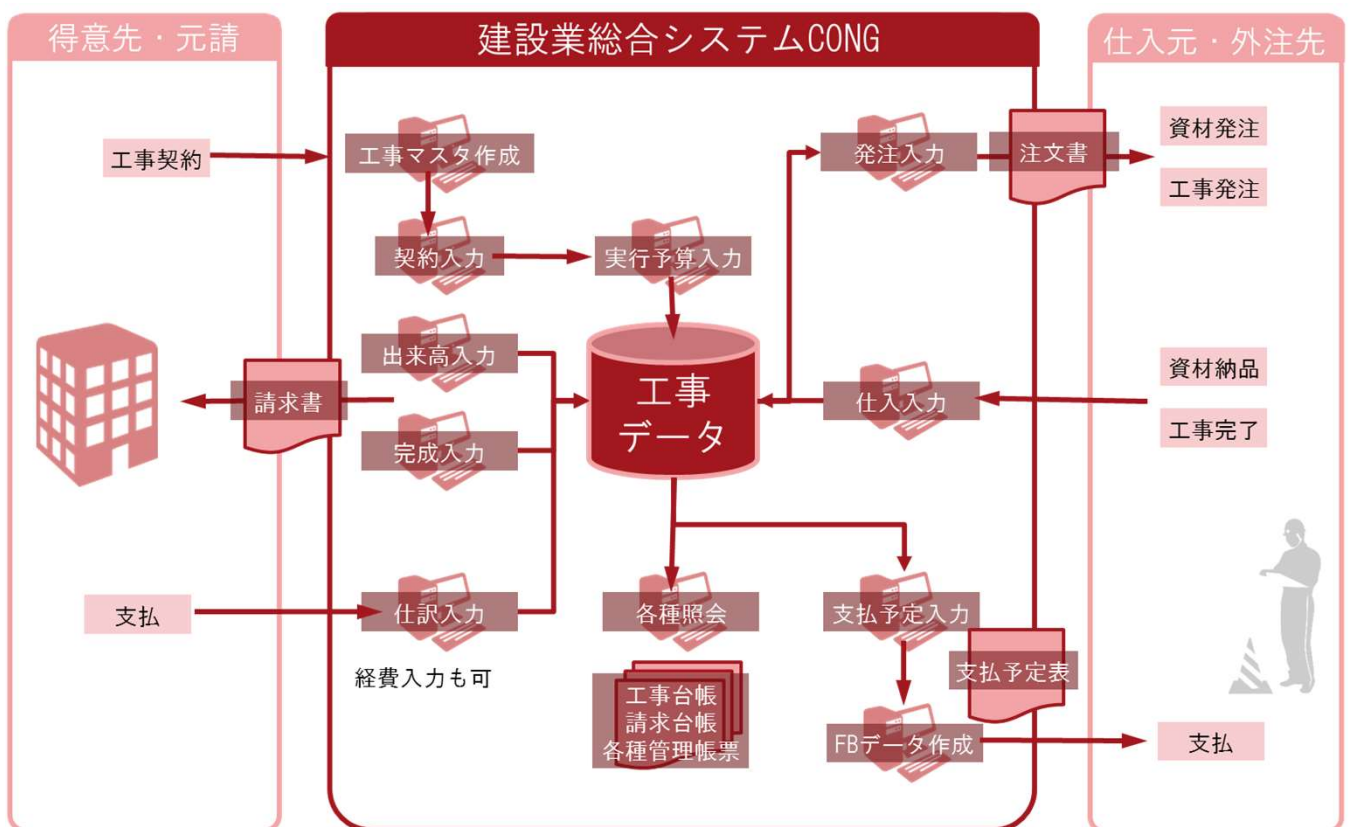 得意先・元請
建設業総合システムCONG
仕入元・外注先
工事契約
工事マスタ作成
発注入力
注文書
資材発注
工事発注
契約入力
実行予算入力
出来高入力
請求書
完成入力
工事
データ
仕入入力
資材納品
工事完了
支払
仕訳入力
経費入力も可
各種照会
工事台帳
請求台帳
各種管理帳票
支払予定入力
支払予定表
FBデータ作成
支払